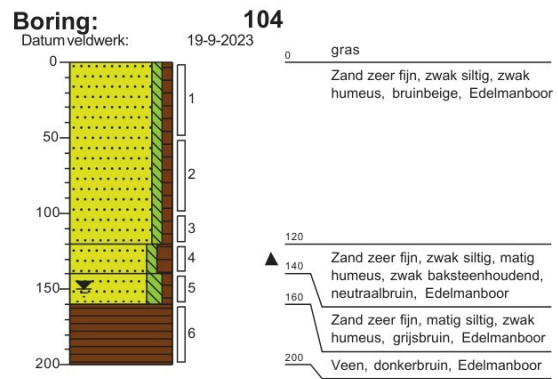 Boring: 104
Datum veldwerk: 19-9-2023
0
50
100
150
200
1
2
3
4
5
6
0 gras
Zand zeer fijn, zwak siltig, zwak
humeus, bruinbeige, Edelmanboor
120
Zand zeer fijn, zwak siltig, matig
140 humeus, zwak baksteenhoudend,
neutraalbruin, Edelmanboor
160
Zand zeer fijn, matig siltig, zwak
humeus, grijsbruin, Edelmanboor
200 Veen, donkerbruin, Edelmanboor